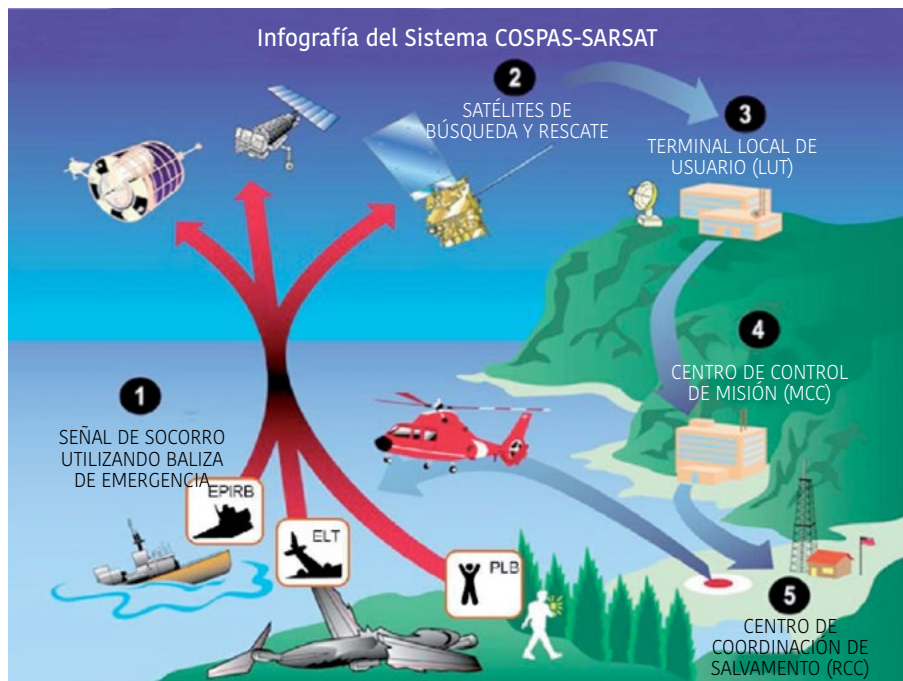 Infografía del Sistema COSPAS-SARSAT
1
SEÑAL DE SOCORRO
UTILIZANDO BALIZA
DE EMERGENCIA
EPIRB
ELT
PLB
2
SATÉLITES DE
BÚSQUEDA Y RESCATE
3
TERMINAL LOCAL DE
USUARIO (LUT)
4
CENTRO DE CONTROL
DE MISIÓN (MCC)
5
CENTRO DE
COORDINACIÓN DE
SALVAMENTO (RCC)